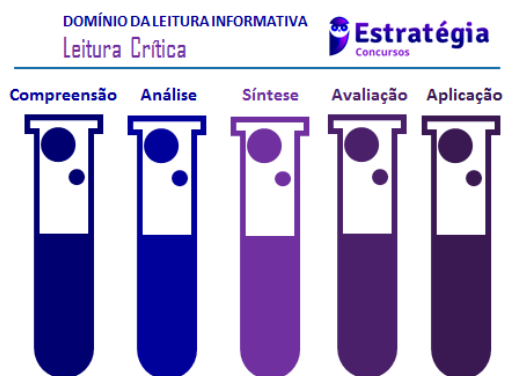 DOMÍNIO DA LEITURA INFORMATIVA
Leitura Crítica
Estratégia
Concursos
Compreensão Análise Síntese Avaliação Aplicação